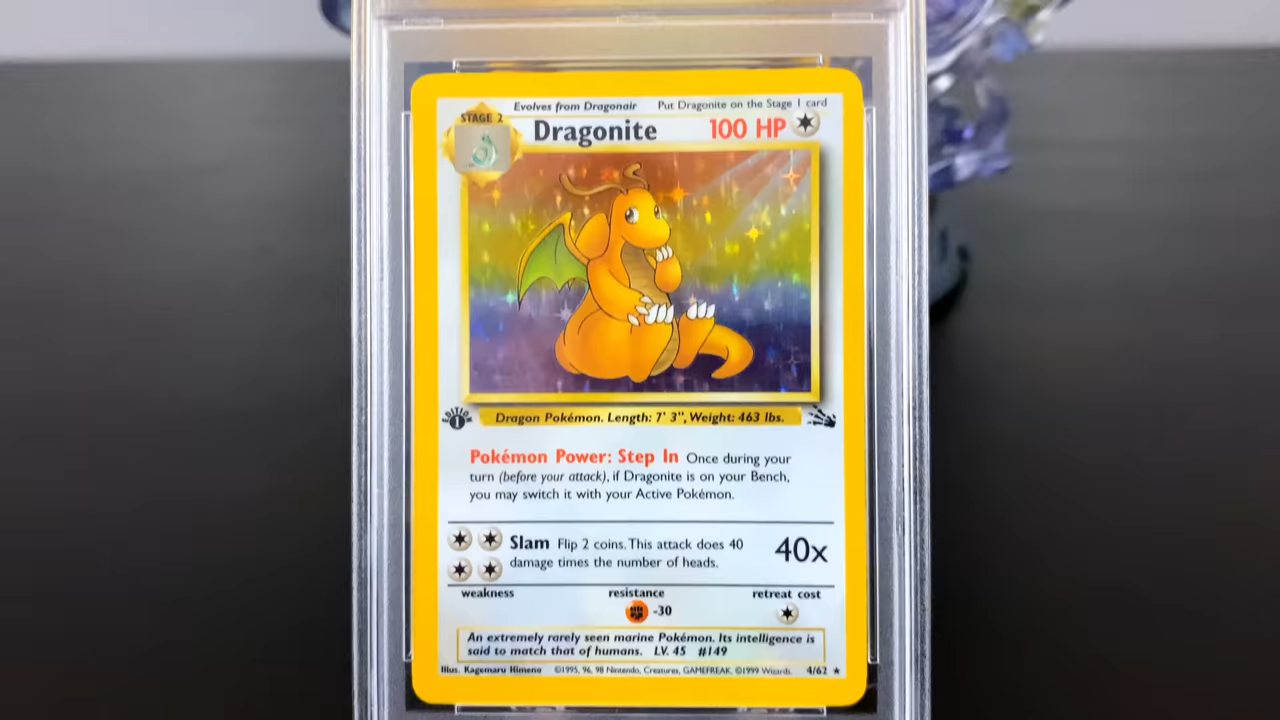 Evolves from Dragonair Put Dragonite on the Stage 1 card
STAGE 2
Dragonite 100 HP
EDITION 1
Dragon Pokémon. Length: 7' 3", Weight: 463 lbs.
Pokémon Power: Step In Once during your
turn (before your attack), if Dragonite is on your Bench,
you may switch it with your Active Pokémon.
Slam Flip 2 coins. This attack does 40
damage times the number of heads.
40x
weakness resistance retreat cost
-30
An extremely rarely seen marine Pokémon. Its intelligence is
said to match that of humans. LV. 45 #149
Illus. Kagemaru Himeno ©1995, 96, 98 Nintendo, Creatures, GAMEFREAK. ©1999 Wizards. 4/62 ★